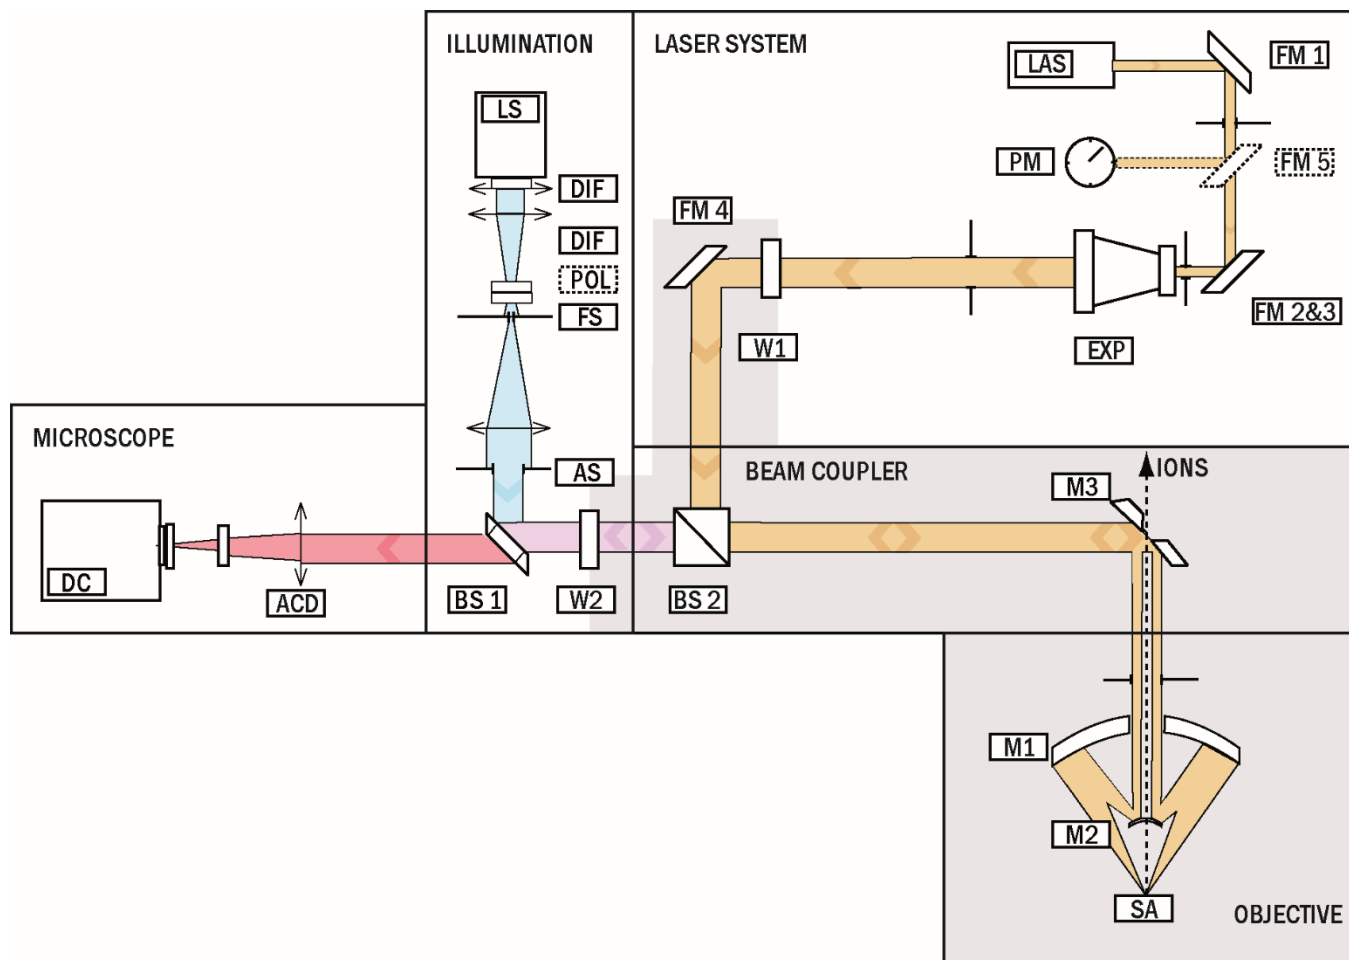 ILLUMINATION
LASER SYSTEM
LS
LAS
FM 1
PM
FM 5
DIF
FM 4
DIF
POL
FS
W1
EXP
FM 2&3
MICROSCOPE
AS
BEAM COUPLER
M3
IONS
DC
ACD
BS 1
W2
BS 2
M1
M2
SA
OBJECTIVE